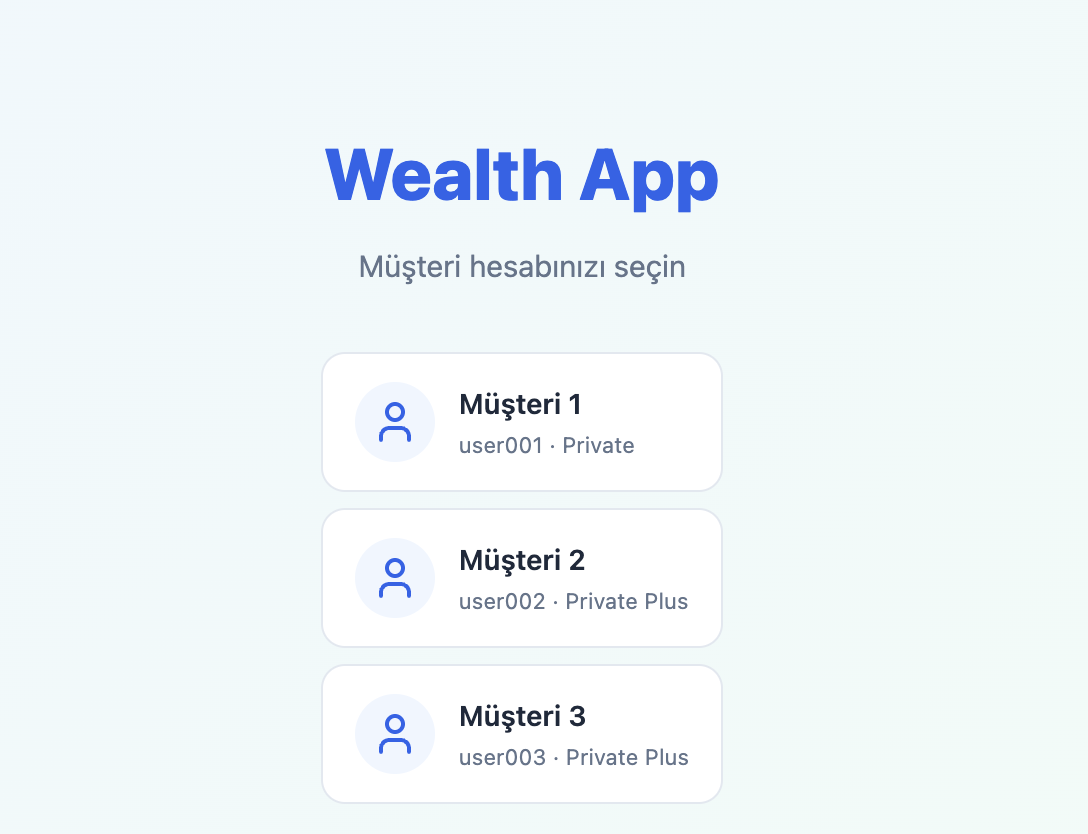 Wealth App
Müşteri hesabınızı seçin
Müşteri 1
user001 · Private
Müşteri 2
user002 · Private Plus
Müşteri 3
user003 · Private Plus